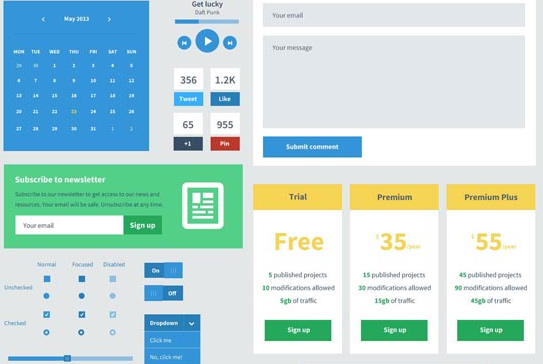 May 2013
MON TUE WED THU FRI SAT SUN
29 30 1 2 3 4 5
6 7 8 9 10 11 12
13 14 15 16 17 18 19
20 21 22 23 24 25 26
27 28 29 30 31 1 2
Get lucky
Daft Punk
356
Tweet
1.2K
Like
65
+1
955
Pin
Your email
Your message
Submit comment
Subscribe to newsletter
Subscribe to our newsletter to get access to our news and
resources. Your email will be safe. Unsubscribe at any time.
Your email
Sign up
Normal Focused Disabled
Unchecked
Checked
On
Off
Dropdown
Click me
No, click me!
Trial
Free
5 published projects
10 modifications allowed
5gb of traffic
Sign up
Premium
$35/year
15 published projects
30 modifications allowed
15gb of traffic
Sign up
Premium Plus
$55/year
45 published projects
90 modifications allowed
45gb of traffic
Sign up